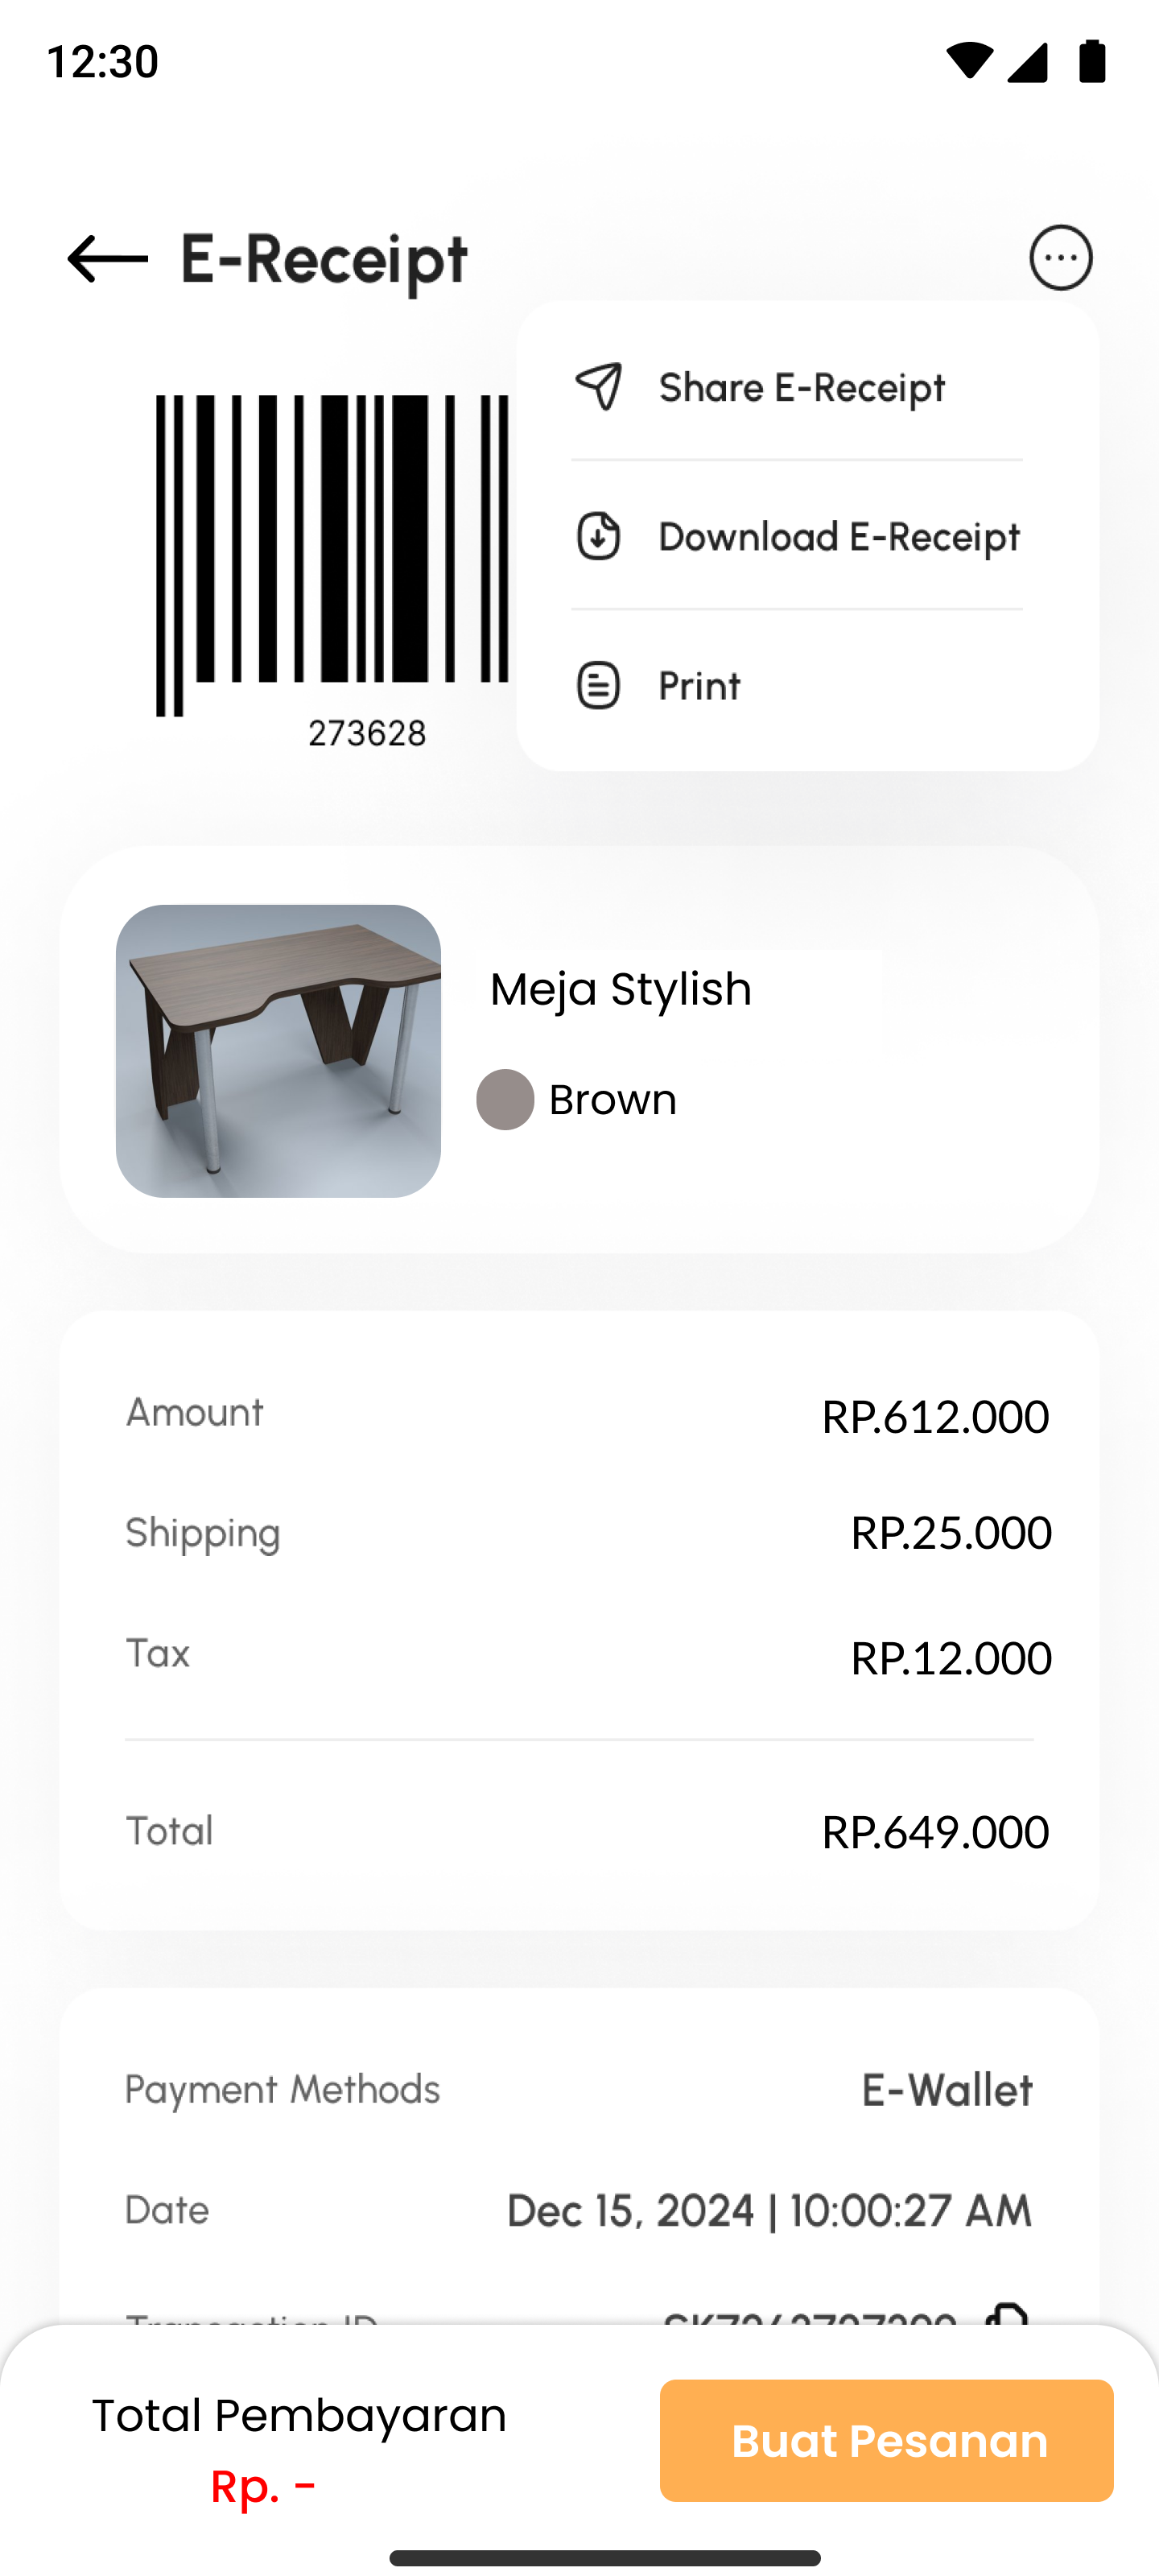 12:30
E-Receipt
Share E-Receipt
Download E-Receipt
Print
273628
Meja Stylish
Brown
Amount RP.612.000
Shipping RP.25.000
Tax RP.12.000
Total RP.649.000
Payment Methods E-Wallet
Date Dec 15, 2024 | 10:00:27 AM
Transaction ID
Total Pembayaran
Rp. -
Buat Pesanan